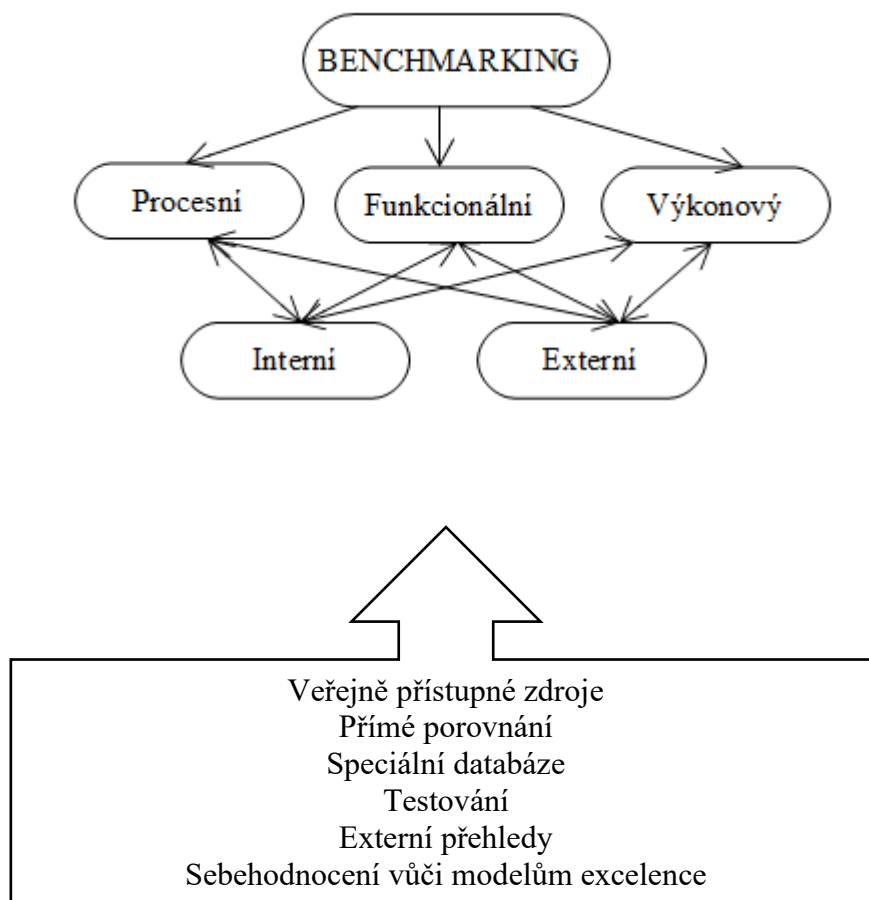 BENCHMARKING
Procesní
Funkcionální
Výkonový
Interní
Externí
Veřejně přístupné zdroje
Přímé porovnání
Speciální databáze
Testování
Externí přehledy
Sebehodnocení vůči modelům excelence